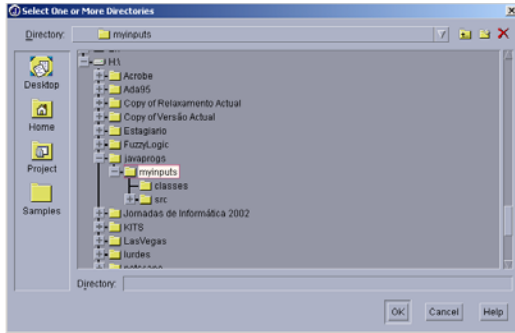 Select One or More Directories
Directory:
myinputs
Desktop
Home
Project
Samples
H:\
Acrobe
Ada95
Copy of Relaxamento Actual
Copy of Versão Actual
Estagiario
FuzzyLogic
javaprogs
myinputs
classes
src
Jornadas de Informática 2002
KITS
LasVegas
lurdes
Directory:
OK
Cancel
Help